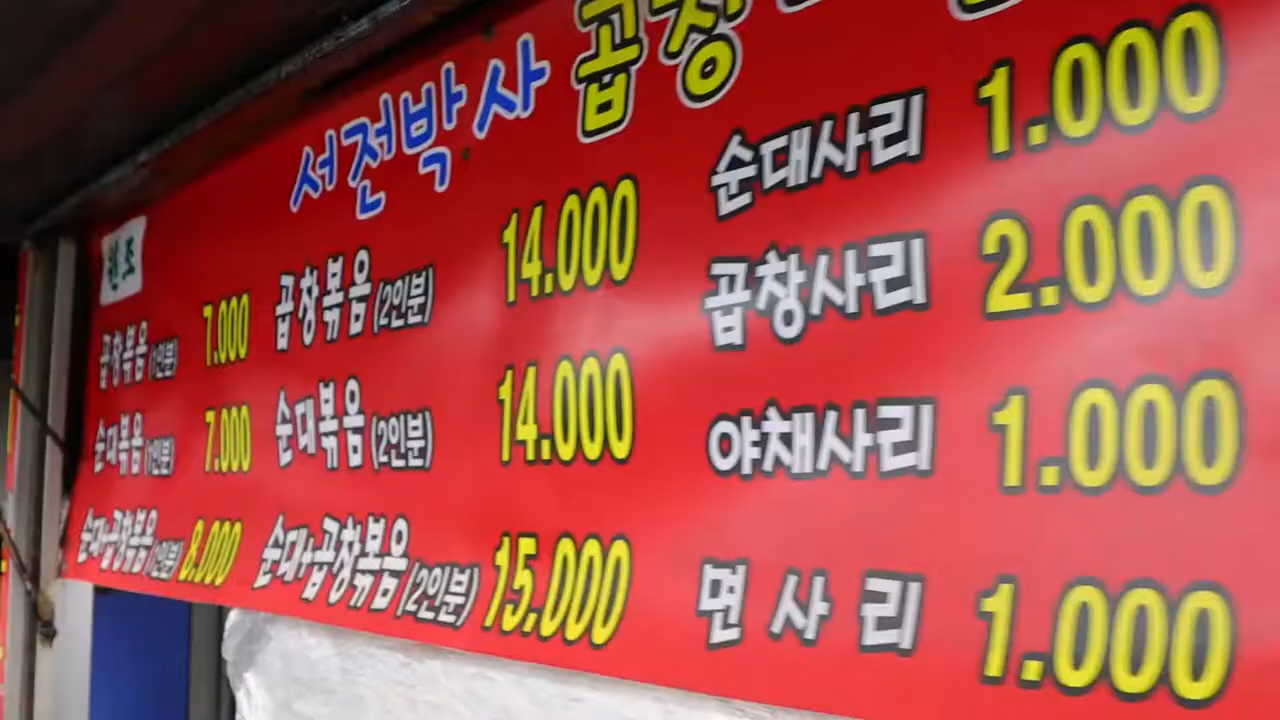 서전박사 곱창
원조
곱창볶음(1인분) 7.000
순대볶음(1인분) 7.000
순대+곱창볶음(1인분) 8.000
곱창볶음(2인분) 14.000
순대볶음(2인분) 14.000
순대+곱창볶음(2인분) 15.000
순대사리 1.000
곱창사리 2.000
야채사리 1.000
면사리 1.000